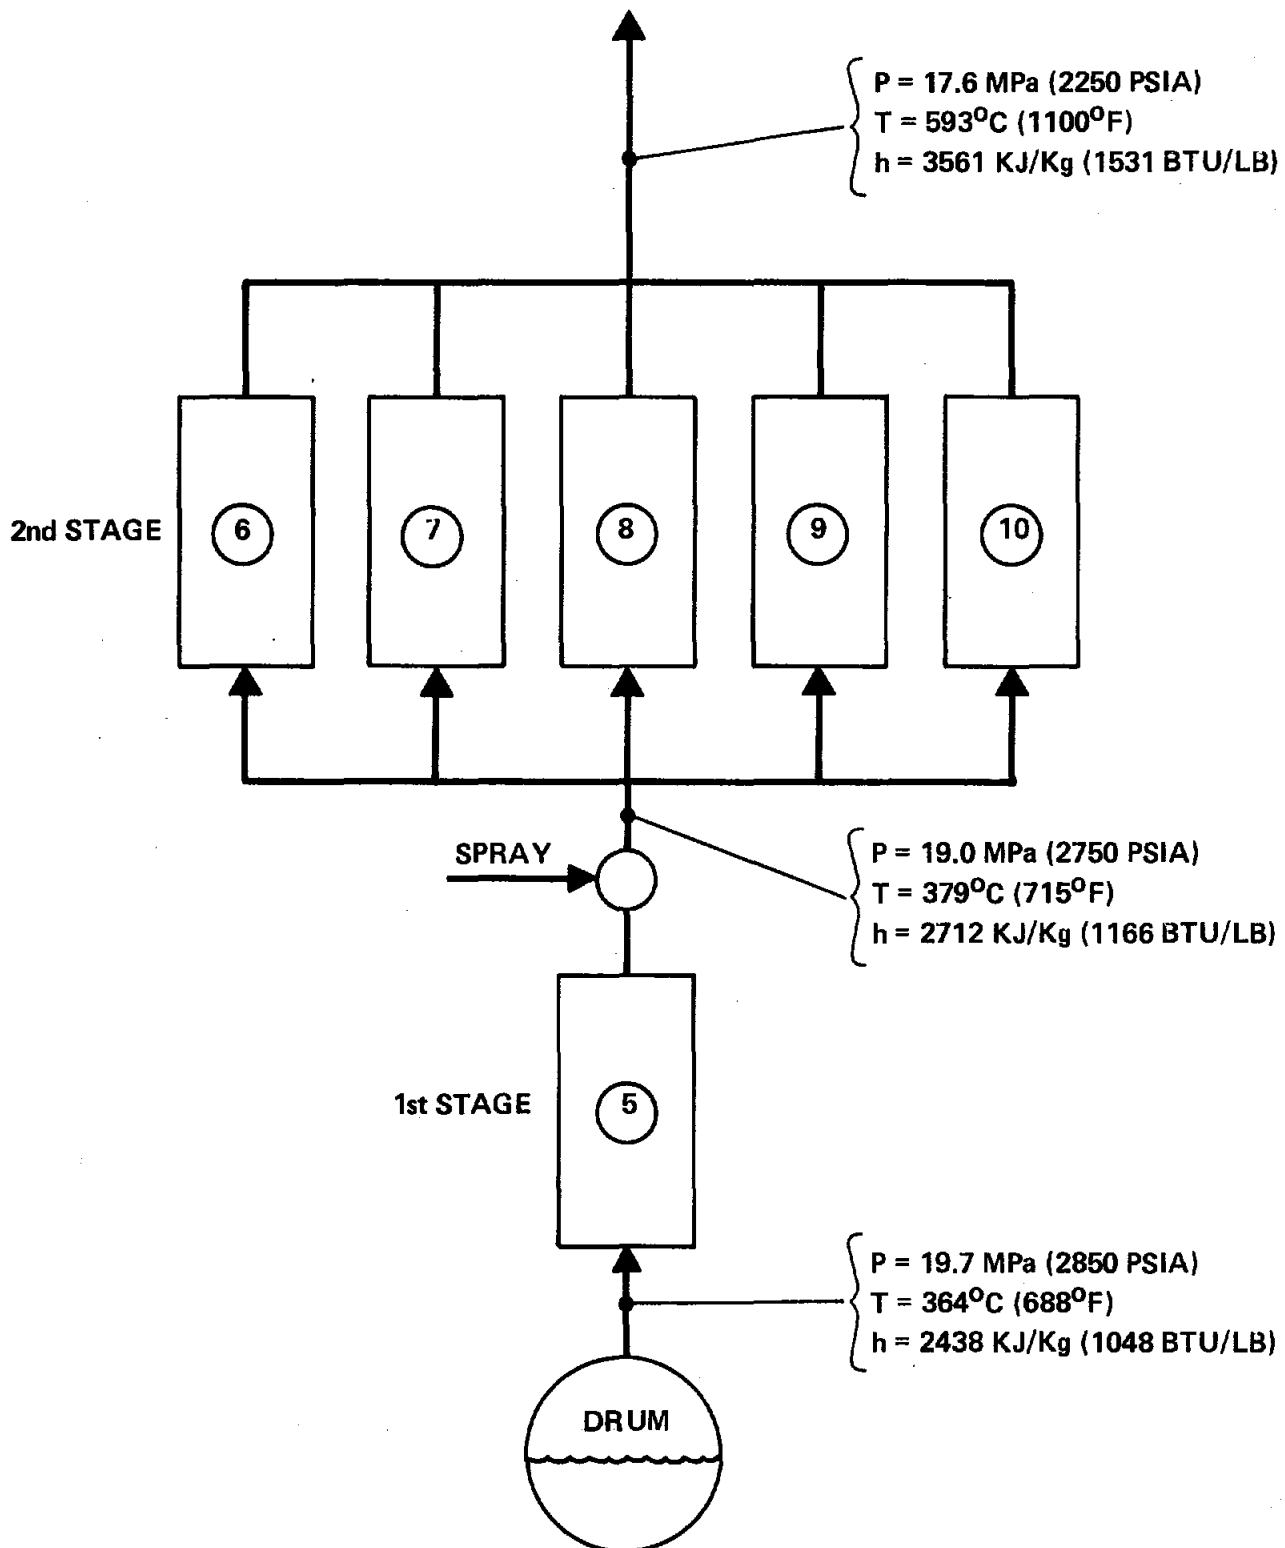 P = 17.6 MPa (2250 PSIA)
T = 593°C (1100°F)
h = 3561 KJ/Kg (1531 BTU/LB)
2nd STAGE
6
7
8
9
10
SPRAY
P = 19.0 MPa (2750 PSIA)
T = 379°C (715°F)
h = 2712 KJ/Kg (1166 BTU/LB)
1st STAGE
5
P = 19.7 MPa (2850 PSIA)
T = 364°C (688°F)
h = 2438 KJ/Kg (1048 BTU/LB)
DRUM